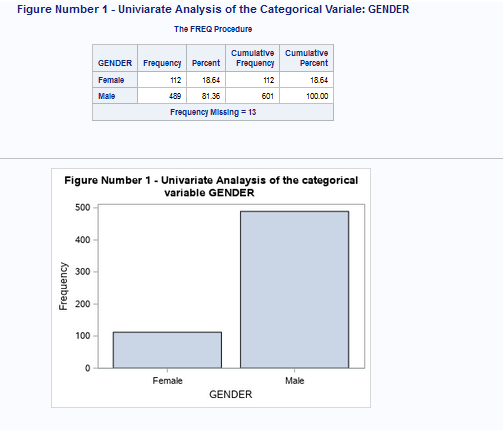 Figure Number 1 - Univiarate Analysis of the Categorical Variale: GENDER
The FREQ Procedure
GENDER Frequency Percent Cumulative Frequency Cumulative Percent
Female 112 18.64 112 18.64
Male 489 81.36 601 100.00
Frequency Missing = 13
Figure Number 1 - Univariate Analaysis of the categorical
variable GENDER
500
400
300
200
100
0
Frequency
Female Male
GENDER